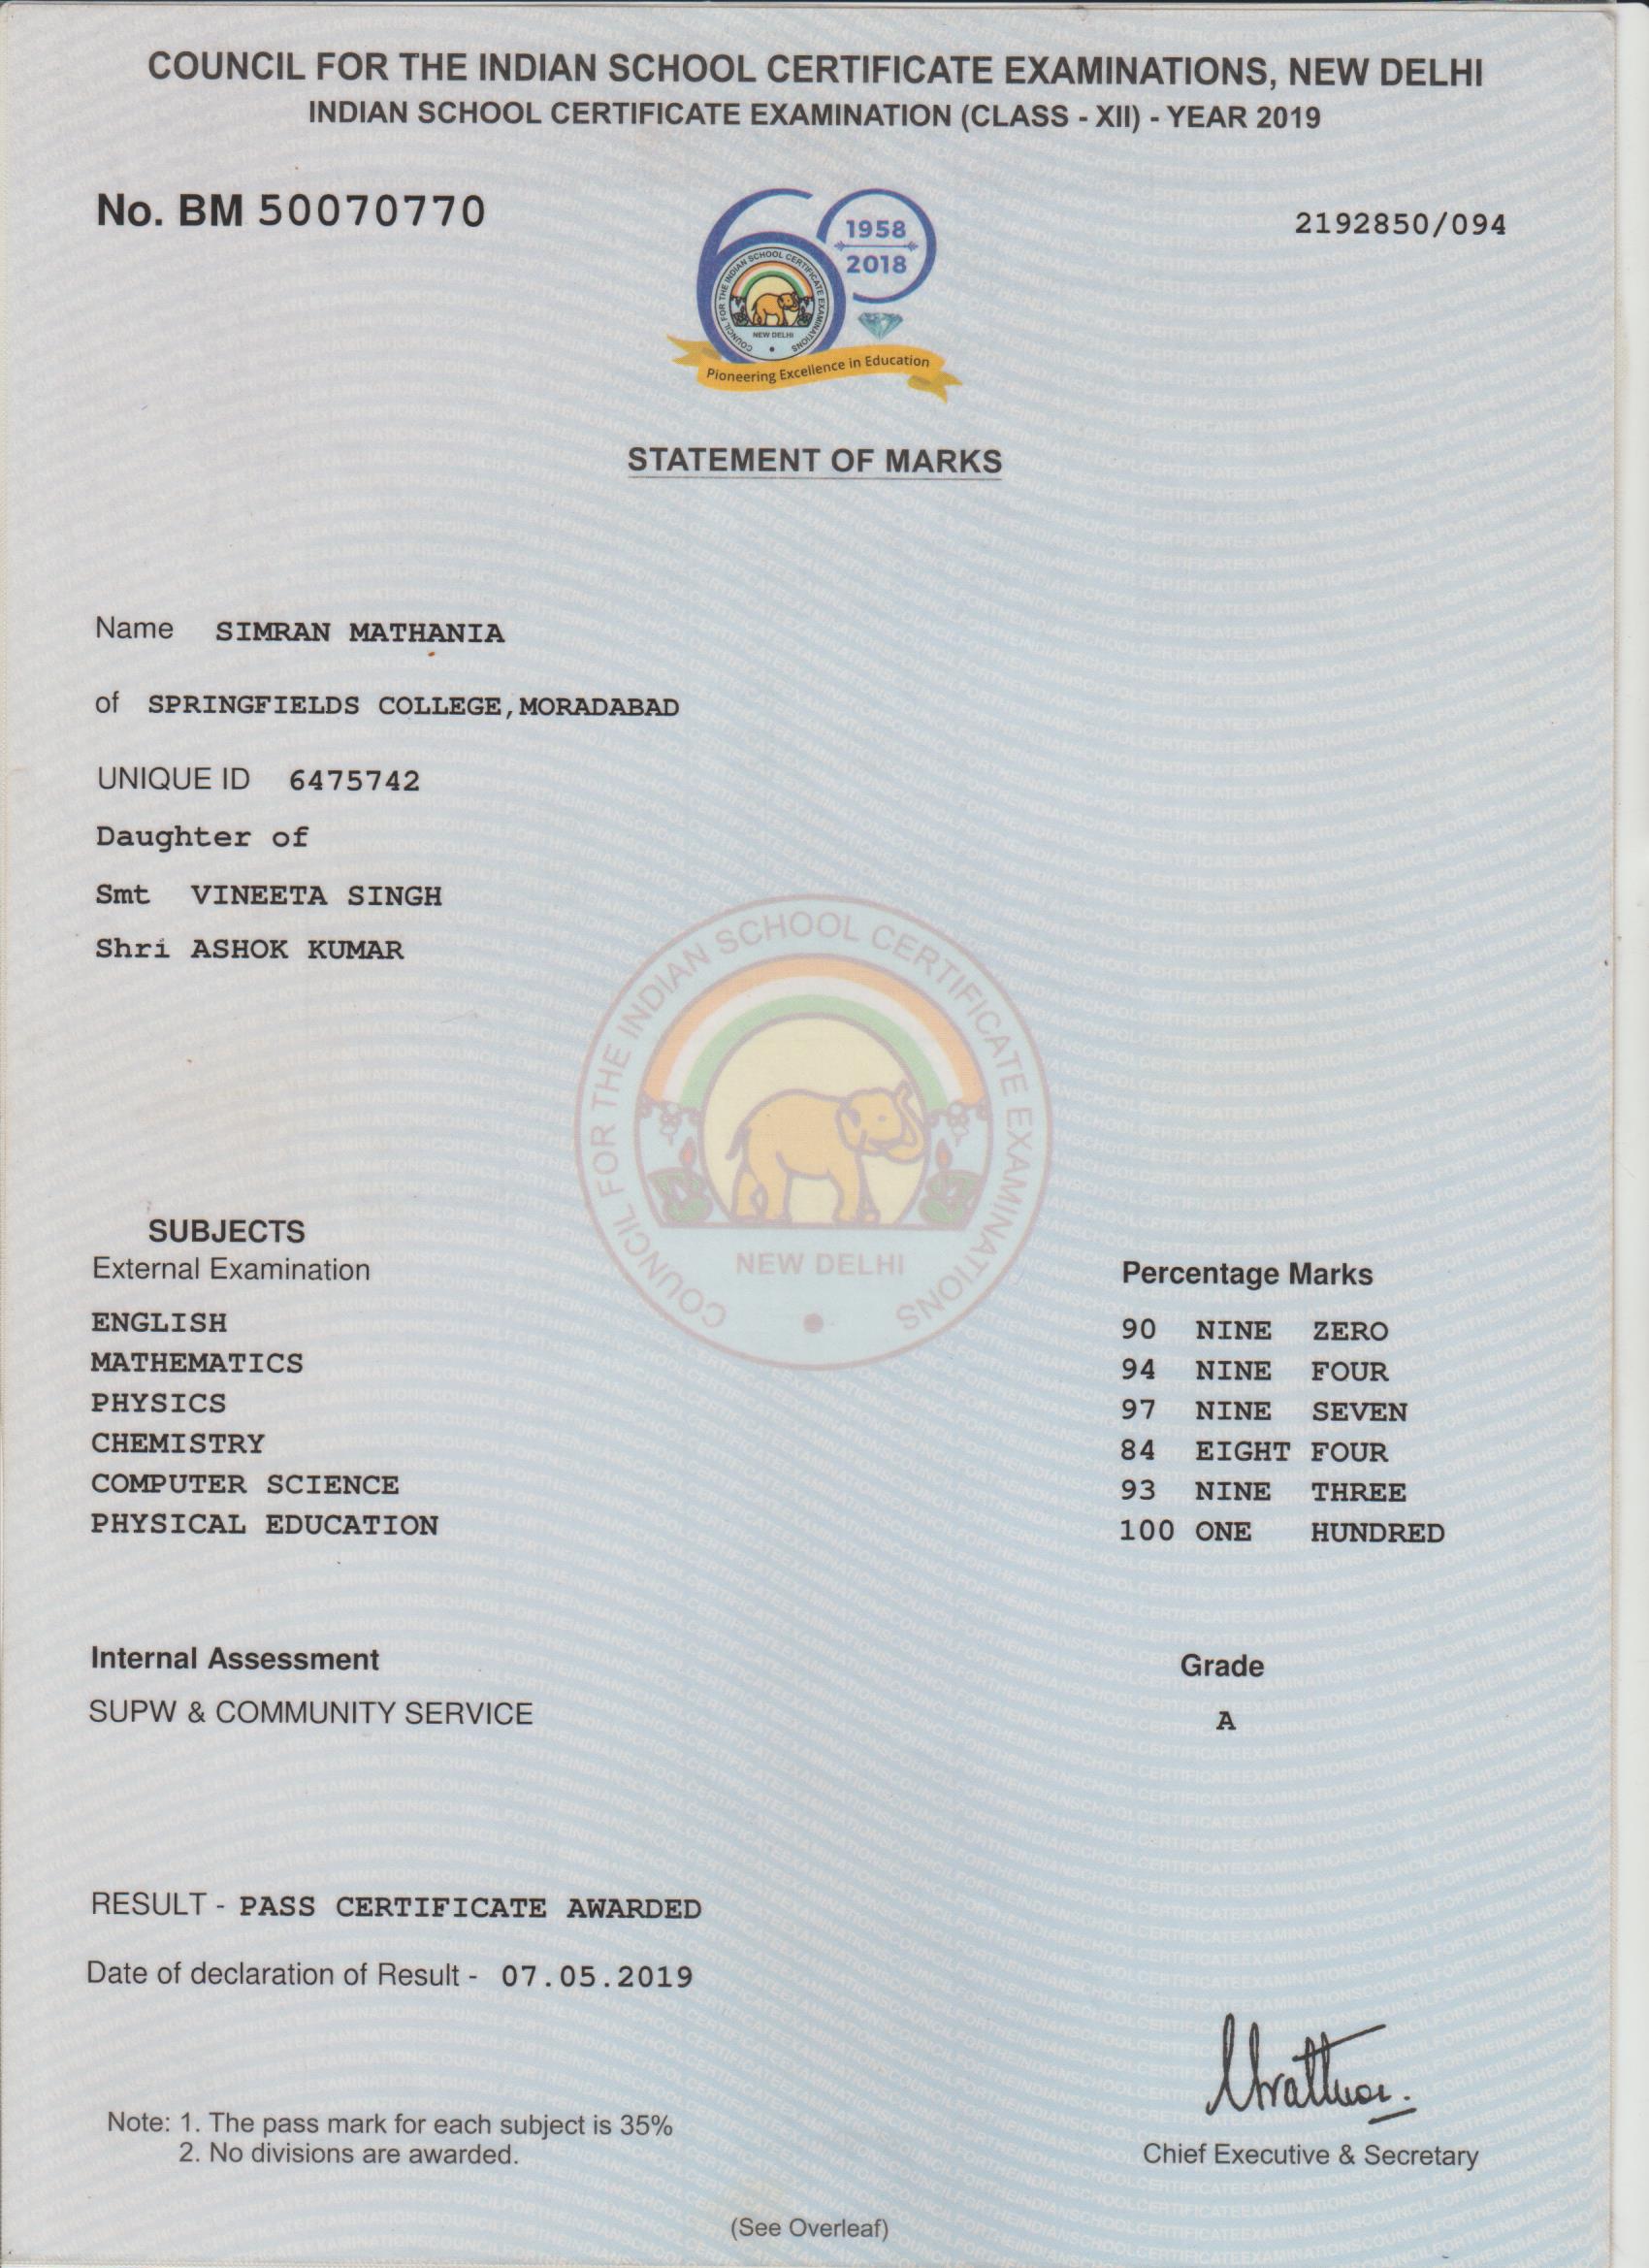 COUNCIL FOR THE INDIAN SCHOOL CERTIFICATE EXAMINATIONS, NEW DELHI
INDIAN SCHOOL CERTIFICATE EXAMINATION (CLASS - XII) - YEAR 2019
No. BM 50070770
2192850/094
1958
2018
COUNCIL FOR THE INDIAN SCHOOL CERTIFICATE EXAMINATIONS
NEW DELHI
Pioneering Excellence in Education
STATEMENT OF MARKS
Name SIMRAN MATHANIA
of SPRINGFIELDS COLLEGE,MORADABAD
UNIQUE ID 6475742
Daughter of
Smt VINEETA SINGH
Shri ASHOK KUMAR
COUNCIL FOR THE INDIAN SCHOOL CERTIFICATE EXAMINATIONS
NEW DELHI
SUBJECTS
External Examination Percentage Marks
ENGLISH 90 NINE ZERO
MATHEMATICS 94 NINE FOUR
PHYSICS 97 NINE SEVEN
CHEMISTRY 84 EIGHT FOUR
COMPUTER SCIENCE 93 NINE THREE
PHYSICAL EDUCATION 100 ONE HUNDRED
Internal Assessment Grade
SUPW & COMMUNITY SERVICE A
RESULT - PASS CERTIFICATE AWARDED
Date of declaration of Result - 07.05.2019
Note: 1. The pass mark for each subject is 35%
2. No divisions are awarded.
Chief Executive & Secretary
(See Overleaf)